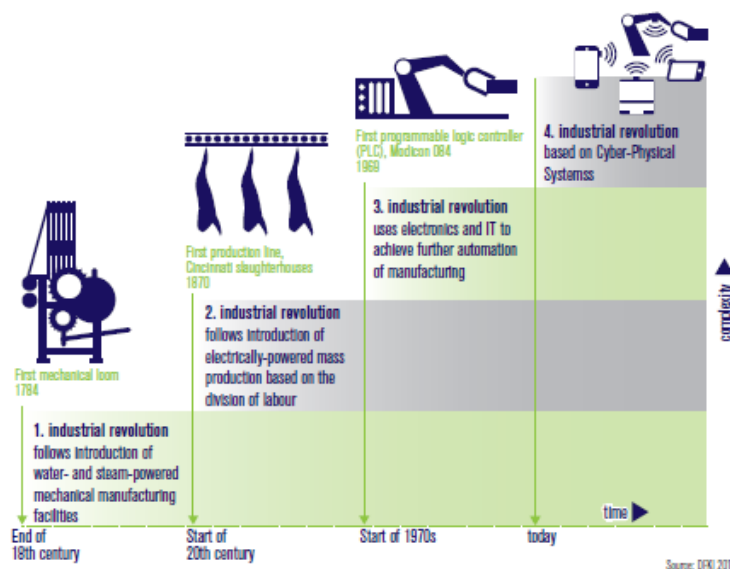 First programmable logic controller
(PLC), Modicon 084
1969
4. industrial revolution
based on Cyber-Physical
Systemss
3. industrial revolution
uses electronics and IT to
achieve further automation
of manufacturing
First production line,
Cincinnati slaughterhouses
1870
2. industrial revolution
follows introduction of
electrically-powered mass
production based on the
division of labour
First mechanical loom
1784
1. industrial revolution
follows introduction of
water- and steam-powered
mechanical manufacturing
facilities
complexity
time
End of
18th century
Start of
20th century
Start of 1970s
today
Source: DFKI 201